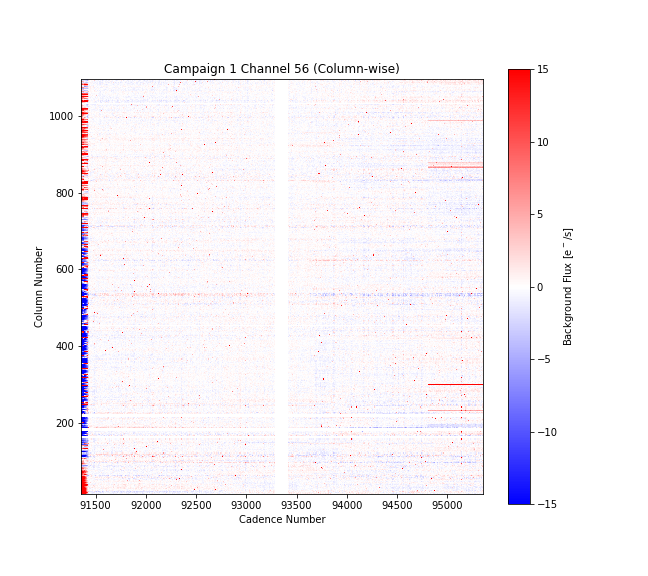 Campaign 1 Channel 56 (Column-wise)
1000
800
600
400
200
Column Number
91500 92000 92500 93000 93500 94000 94500 95000
Cadence Number
15
10
5
0
−5
−10
−15
Background Flux [e⁻/s]